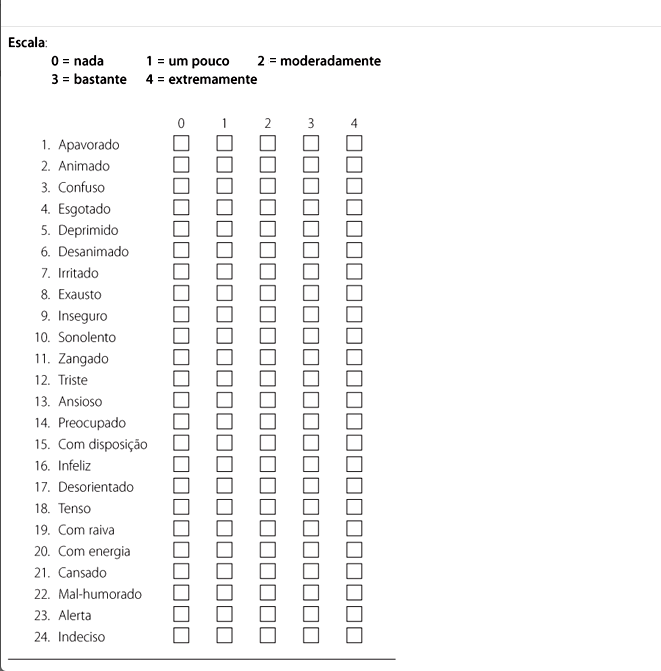 Escala:
0 = nada 1 = um pouco 2 = moderadamente
3 = bastante 4 = extremamente
0 1 2 3 4
1. Apavorado
2. Animado
3. Confuso
4. Esgotado
5. Deprimido
6. Desanimado
7. Irritado
8. Exausto
9. Inseguro
10. Sonolento
11. Zangado
12. Triste
13. Ansioso
14. Preocupado
15. Com disposição
16. Infeliz
17. Desorientado
18. Tenso
19. Com raiva
20. Com energia
21. Cansado
22. Mal-humorado
23. Alerta
24. Indeciso